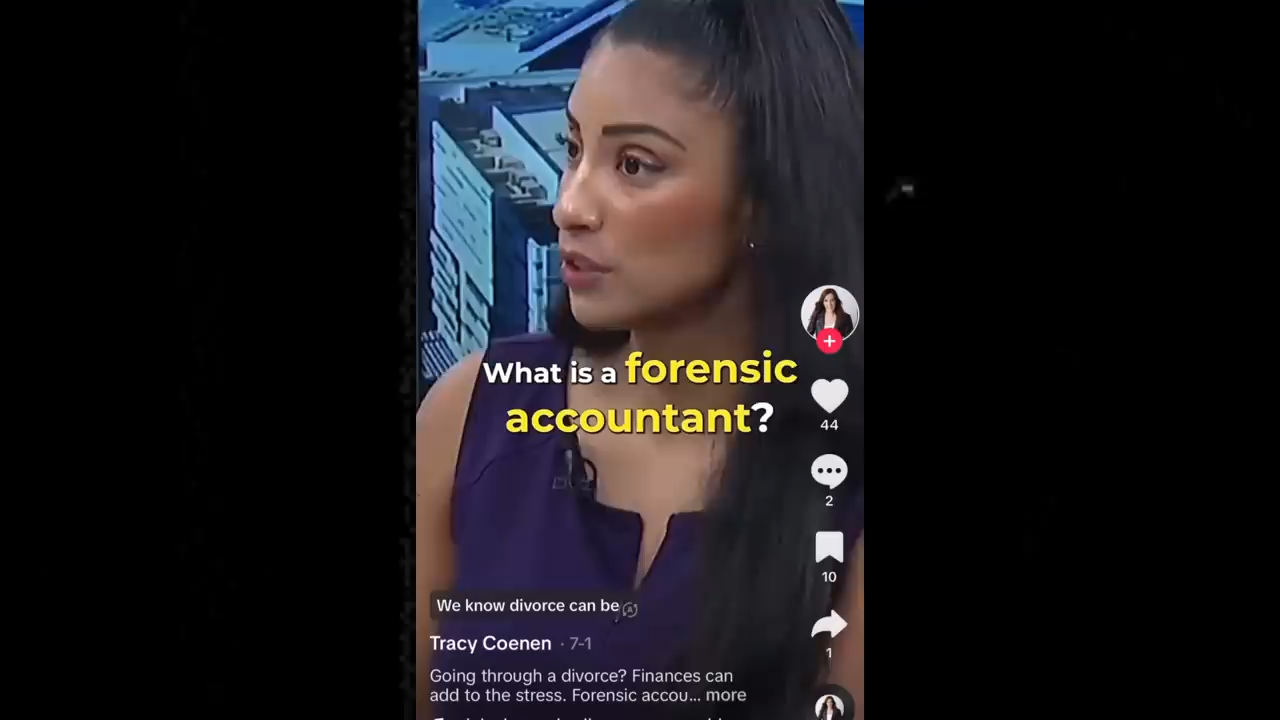 What is a forensic
accountant?
44
2
10
1
We know divorce can be
Tracy Coenen · 7-1
Going through a divorce? Finances can
add to the stress. Forensic accou... more